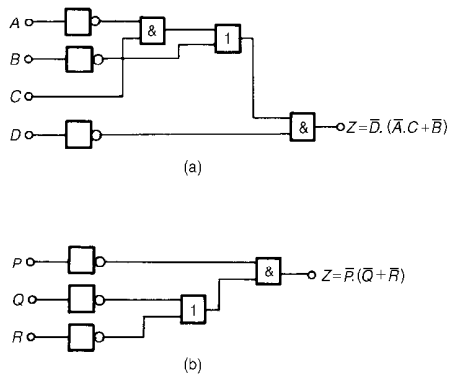 A
&
B
1
C
D
&
Z=D̅. (A̅.C+B̅)
(a)
P
&
Z=P̅.(Q̅+R̅)
Q
1
R
(b)